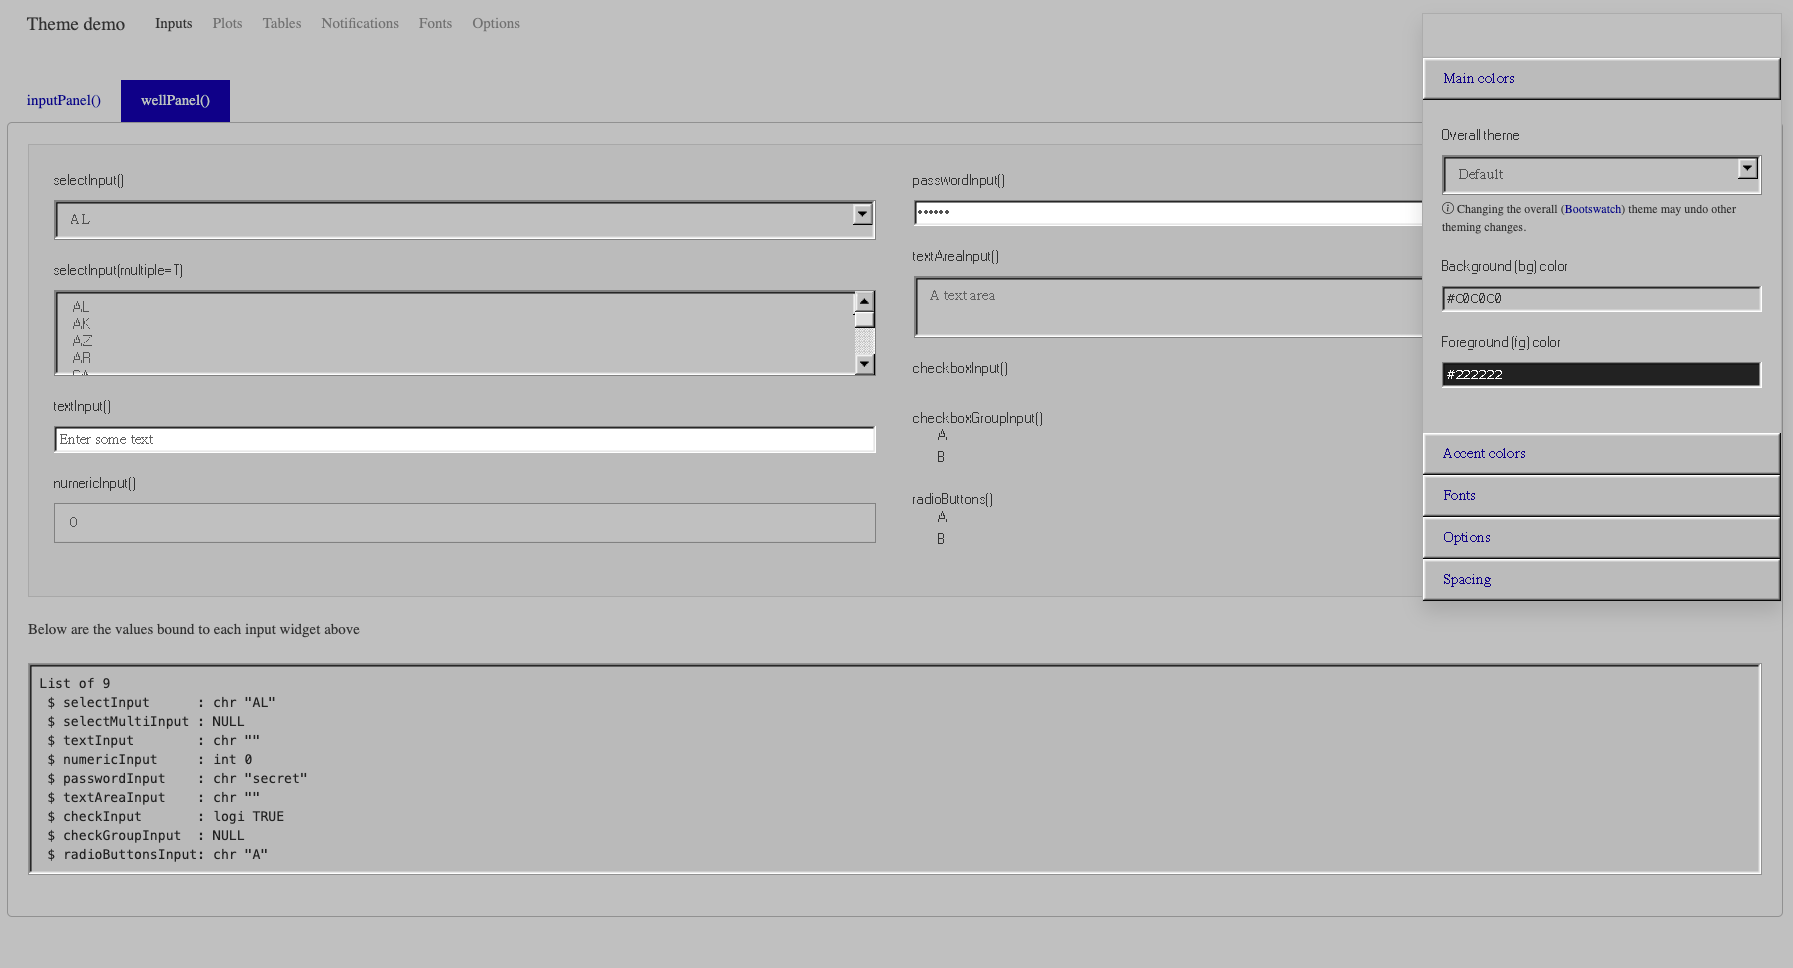 Theme demo Inputs Plots Tables Notifications Fonts Options
inputPanel() wellPanel()
selectInput()
AL
selectInput(multiple=T)
AL
AK
AZ
AR
textInput()
Enter some text
numericInput()
0
passwordInput()
••••••
textAreaInput()
A text area
checkboxInput()
checkboxGroupInput()
A
B
radioButtons()
A
B
Below are the values bound to each input widget above
List of 9
$ selectInput : chr "AL"
$ selectMultiInput : NULL
$ textInput : chr ""
$ numericInput : int 0
$ passwordInput : chr "secret"
$ textAreaInput : chr ""
$ checkInput : logi TRUE
$ checkGroupInput : NULL
$ radioButtonsInput: chr "A"
Main colors
Overall theme
Default
Changing the overall (Bootswatch) theme may undo other
theming changes.
Background (bg) color
#C0C0C0
Foreground (fg) color
#222222
Accent colors
Fonts
Options
Spacing